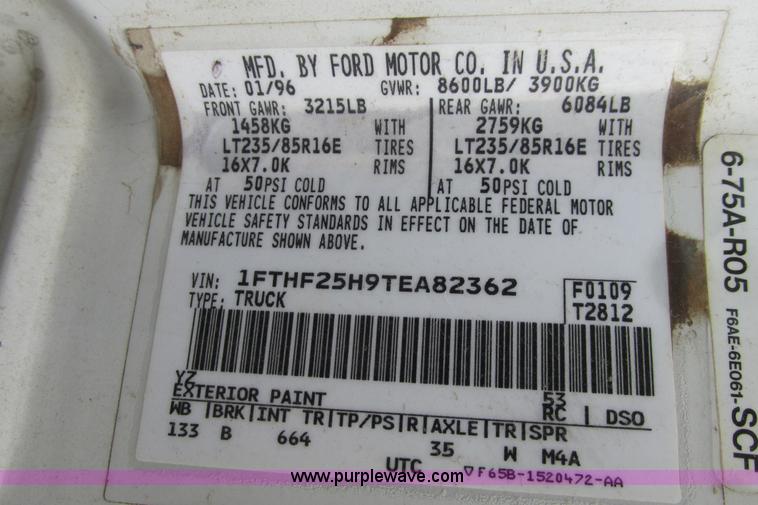 MFD. BY FORD MOTOR CO. IN U.S.A.
DATE: 01/96 GVWR: 8600LB/ 3900KG
FRONT GAWR: 3215LB REAR GAWR: 6084LB
1458KG WITH 2759KG WITH
LT235/85R16E TIRES LT235/85R16E TIRES
16X7.0K RIMS 16X7.0K RIMS
AT 50PSI COLD AT 50PSI COLD
THIS VEHICLE CONFORMS TO ALL APPLICABLE FEDERAL MOTOR
VEHICLE SAFETY STANDARDS IN EFFECT ON THE DATE OF
MANUFACTURE SHOWN ABOVE.
VIN: 1FTHF25H9TEA82362 F0109
TYPE: TRUCK T2812
YZ
EXTERIOR PAINT 53
RC DSO
WB BRK INT TR TP/PS R AXLE TR SPR
133 B 664 35 W M4A
UTC ▽F65B-1520472-AA
6-75A-R05
F6AE-6E061-SCF
www.purplewave.com